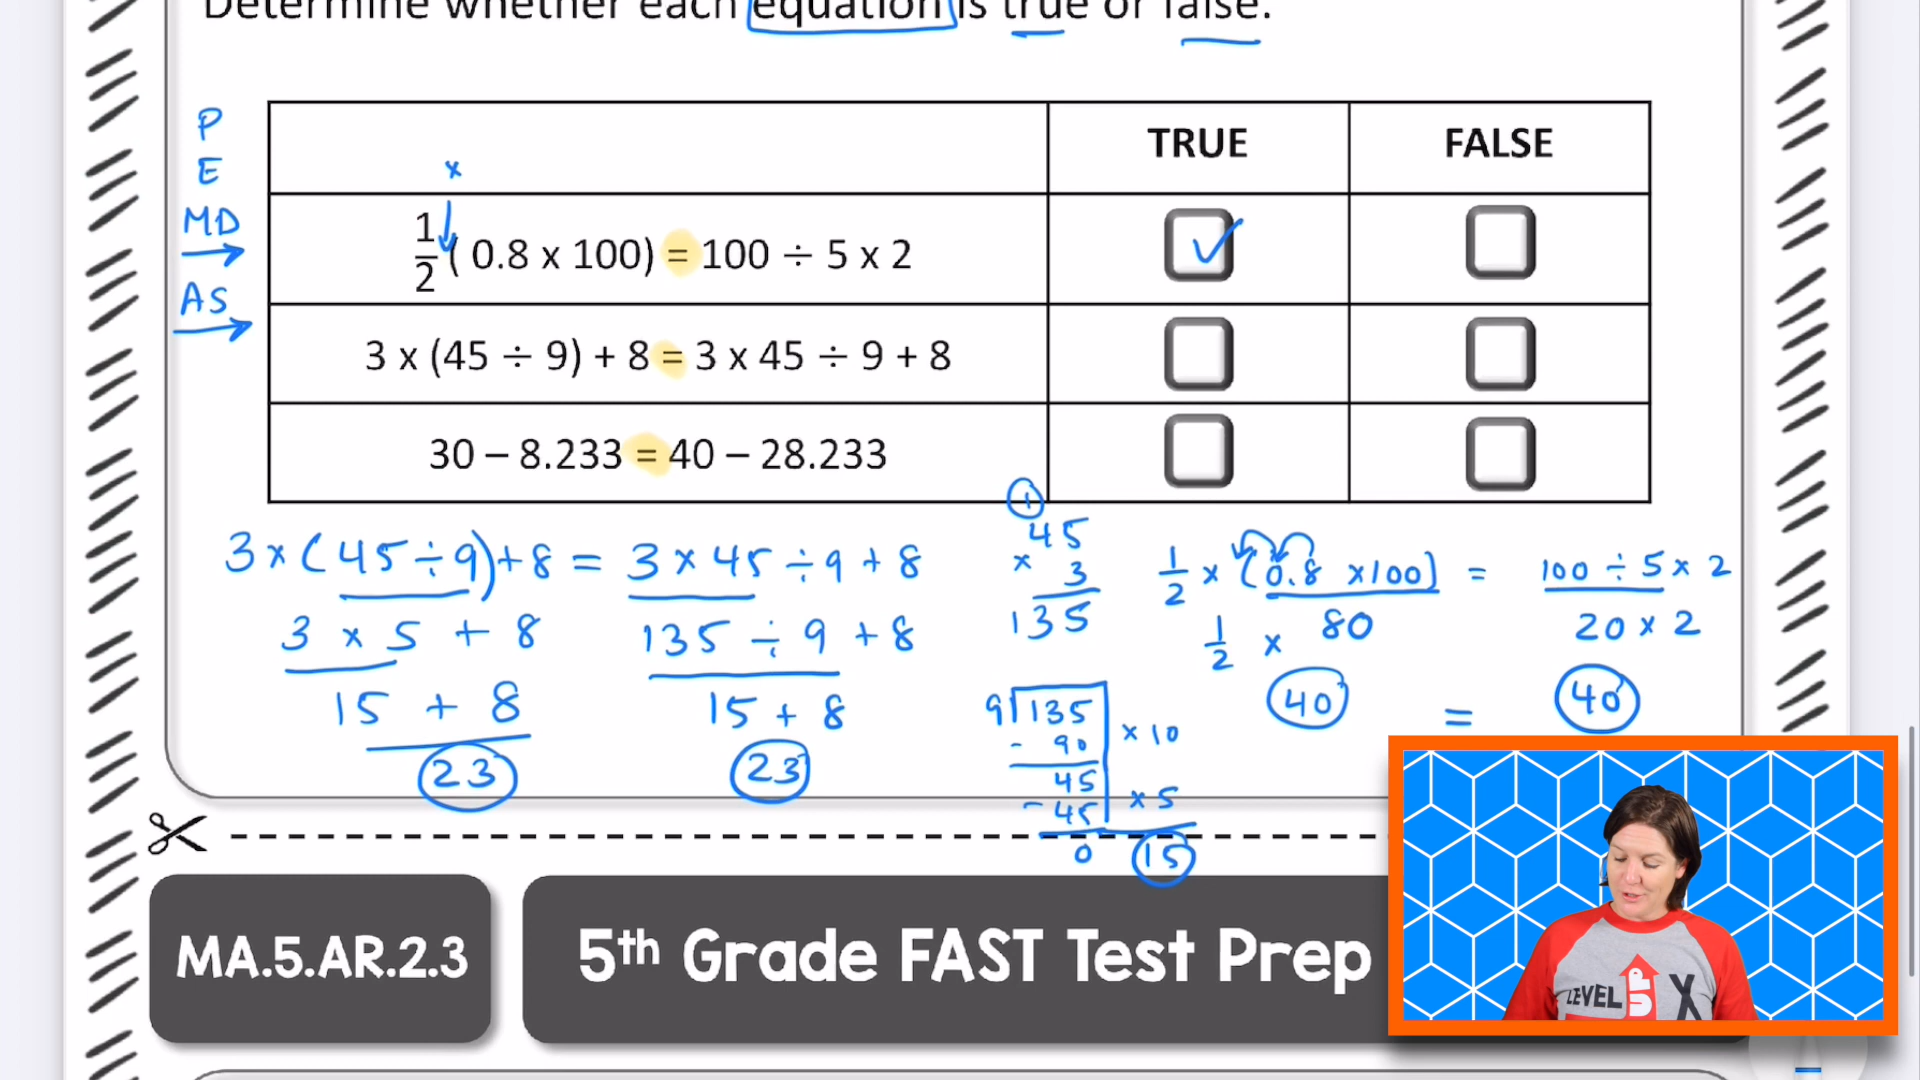 Determine whether each equation is true or false.
P
E
MD
AS
x
TRUE FALSE
1/2 ( 0.8 x 100) = 100 ÷ 5 x 2 ✓
3 x (45 ÷ 9) + 8 = 3 x 45 ÷ 9 + 8
30 – 8.233 = 40 – 28.233
3 x (45 ÷ 9) + 8 = 3 x 45 ÷ 9 + 8
3 x 5 + 8 135 ÷ 9 + 8
15 + 8 15 + 8
23 23
1
45
x 3
135
9 135
- 90 x 10
45
- 45 x 5
0 15
1/2 x (0.8 x100) = 100 ÷ 5 x 2
1/2 x 80 20 x 2
40 = 40
MA.5.AR.2.3
5th Grade FAST Test Prep
LEVEL UP X